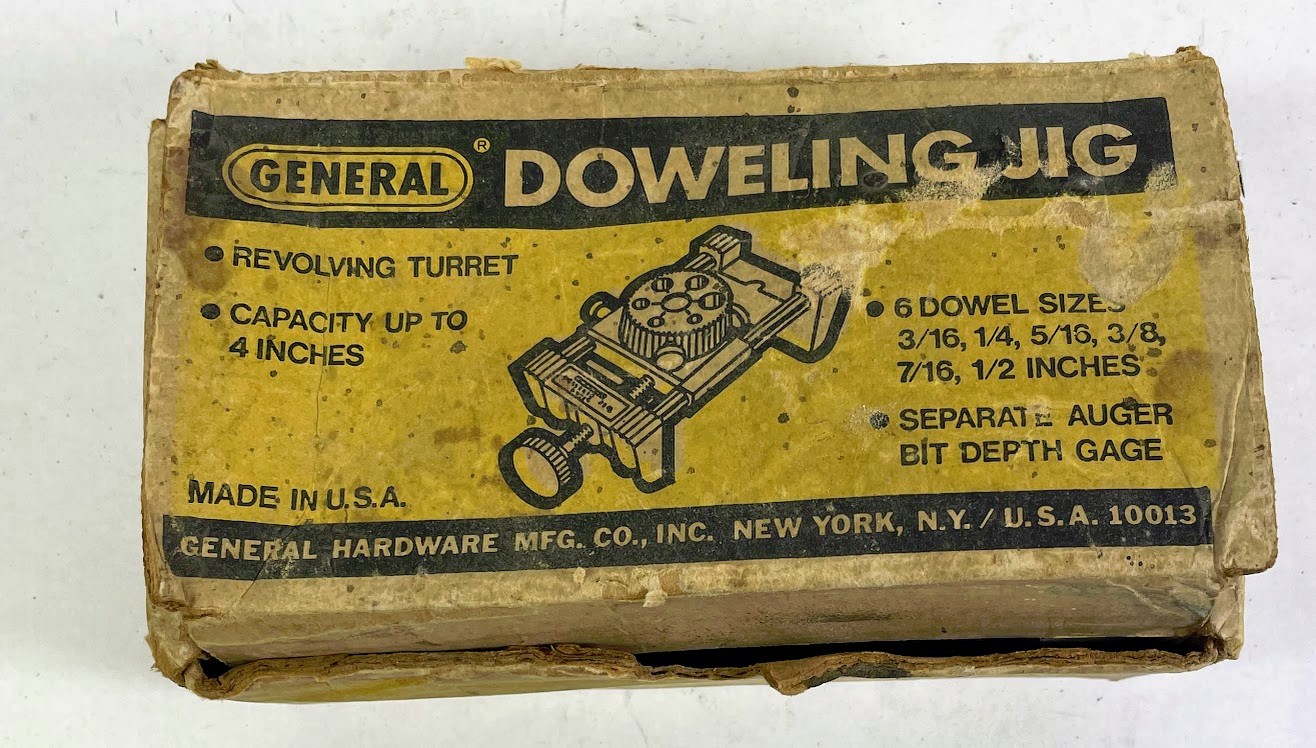 GENERAL® DOWELING JIG
• REVOLVING TURRET
• CAPACITY UP TO
4 INCHES
• 6 DOWEL SIZES
3/16, 1/4, 5/16, 3/8,
7/16, 1/2 INCHES
• SEPARATE AUGER
BIT DEPTH GAGE
MADE IN U.S.A.
GENERAL HARDWARE MFG. CO., INC. NEW YORK, N.Y. / U.S.A. 10013